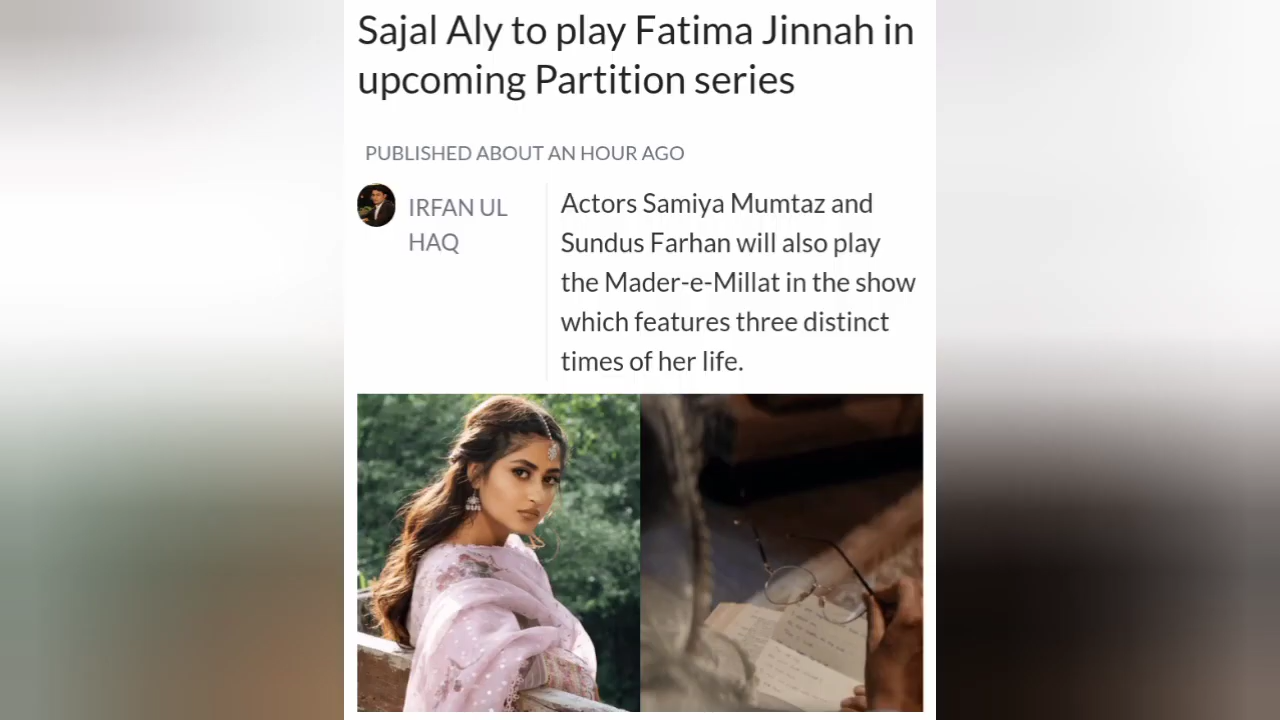 Sajal Aly to play Fatima Jinnah in
upcoming Partition series
PUBLISHED ABOUT AN HOUR AGO
IRFAN UL
HAQ
Actors Samiya Mumtaz and
Sundus Farhan will also play
the Mader-e-Millat in the show
which features three distinct
times of her life.